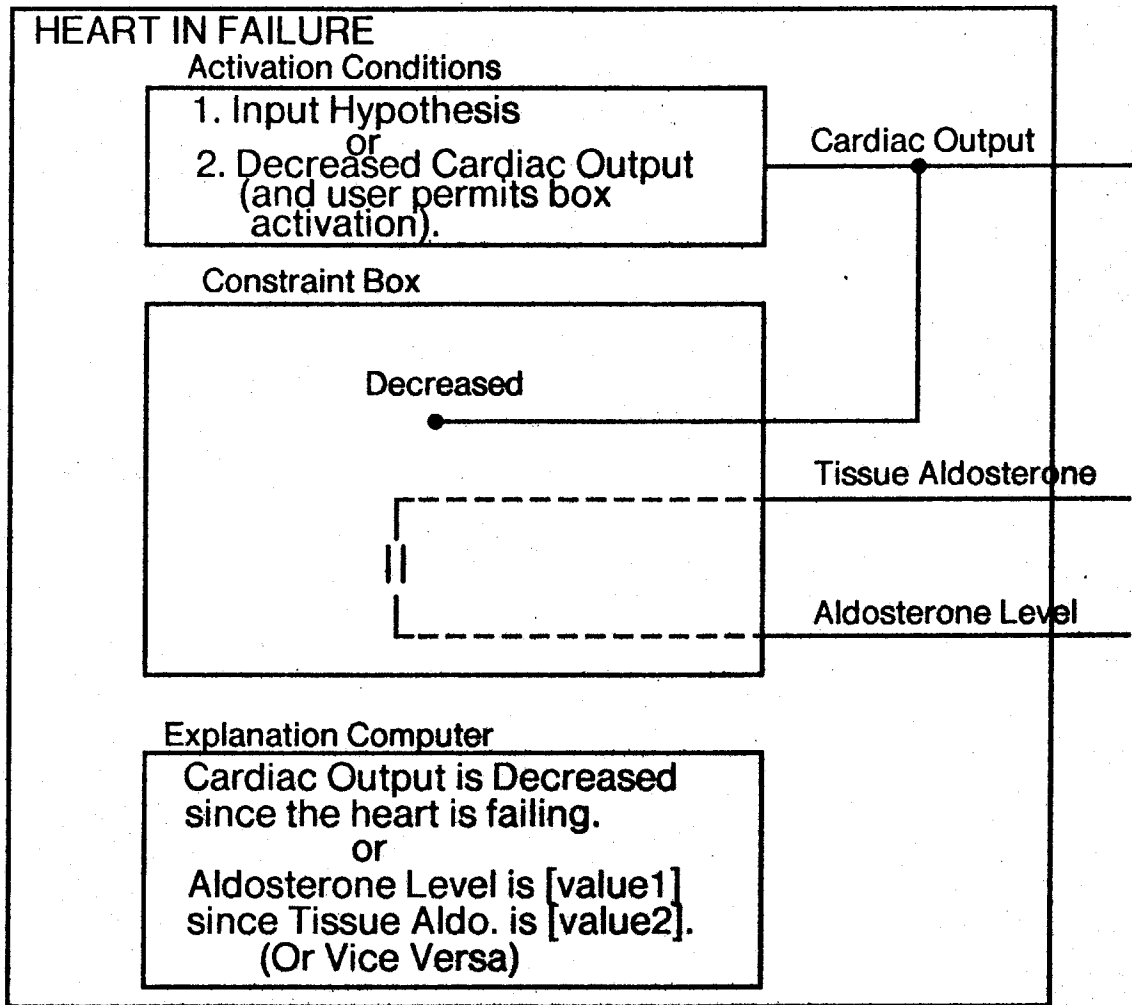 HEART IN FAILURE
Activation Conditions
1. Input Hypothesis
or
2. Decreased Cardiac Output
(and user permits box
activation).
Cardiac Output
Constraint Box
Decreased
Tissue Aldosterone
Aldosterone Level
Explanation Computer
Cardiac Output is Decreased
since the heart is failing.
or
Aldosterone Level is [value1]
since Tissue Aldo. is [value2].
(Or Vice Versa)